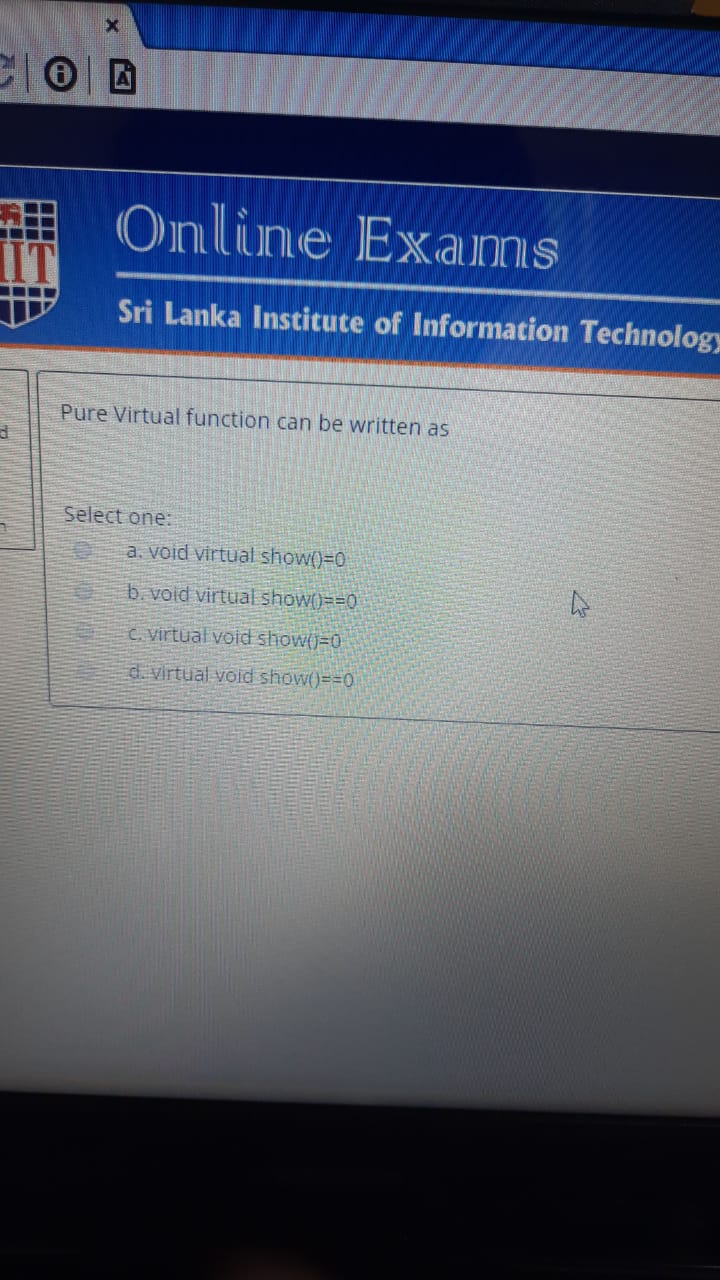 IIT
Online Exams
Sri Lanka Institute of Information Technology
Pure Virtual function can be written as
Select one:
a. void virtual show()=0
b. void virtual show()==0
c. virtual void show()=0
d. virtual void show()==0